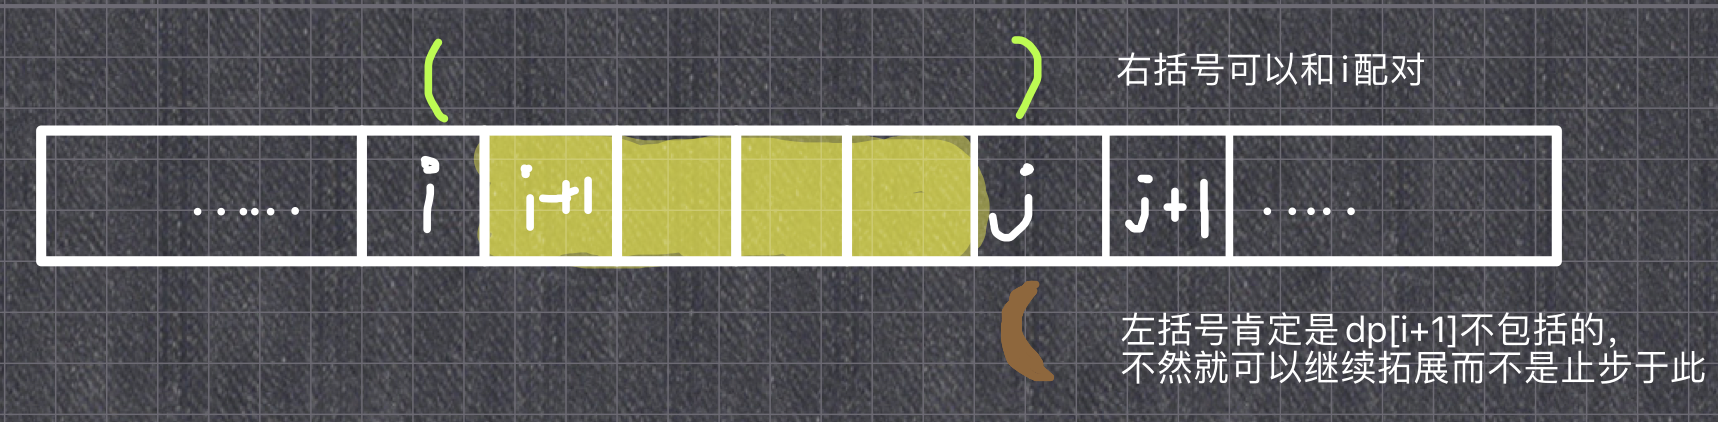 ( ) 右括号可以和i配对
...... i i+1 j j+1 .....
( 左括号肯定是dp[i+1]不包括的,
不然就可以继续拓展而不是止步于此